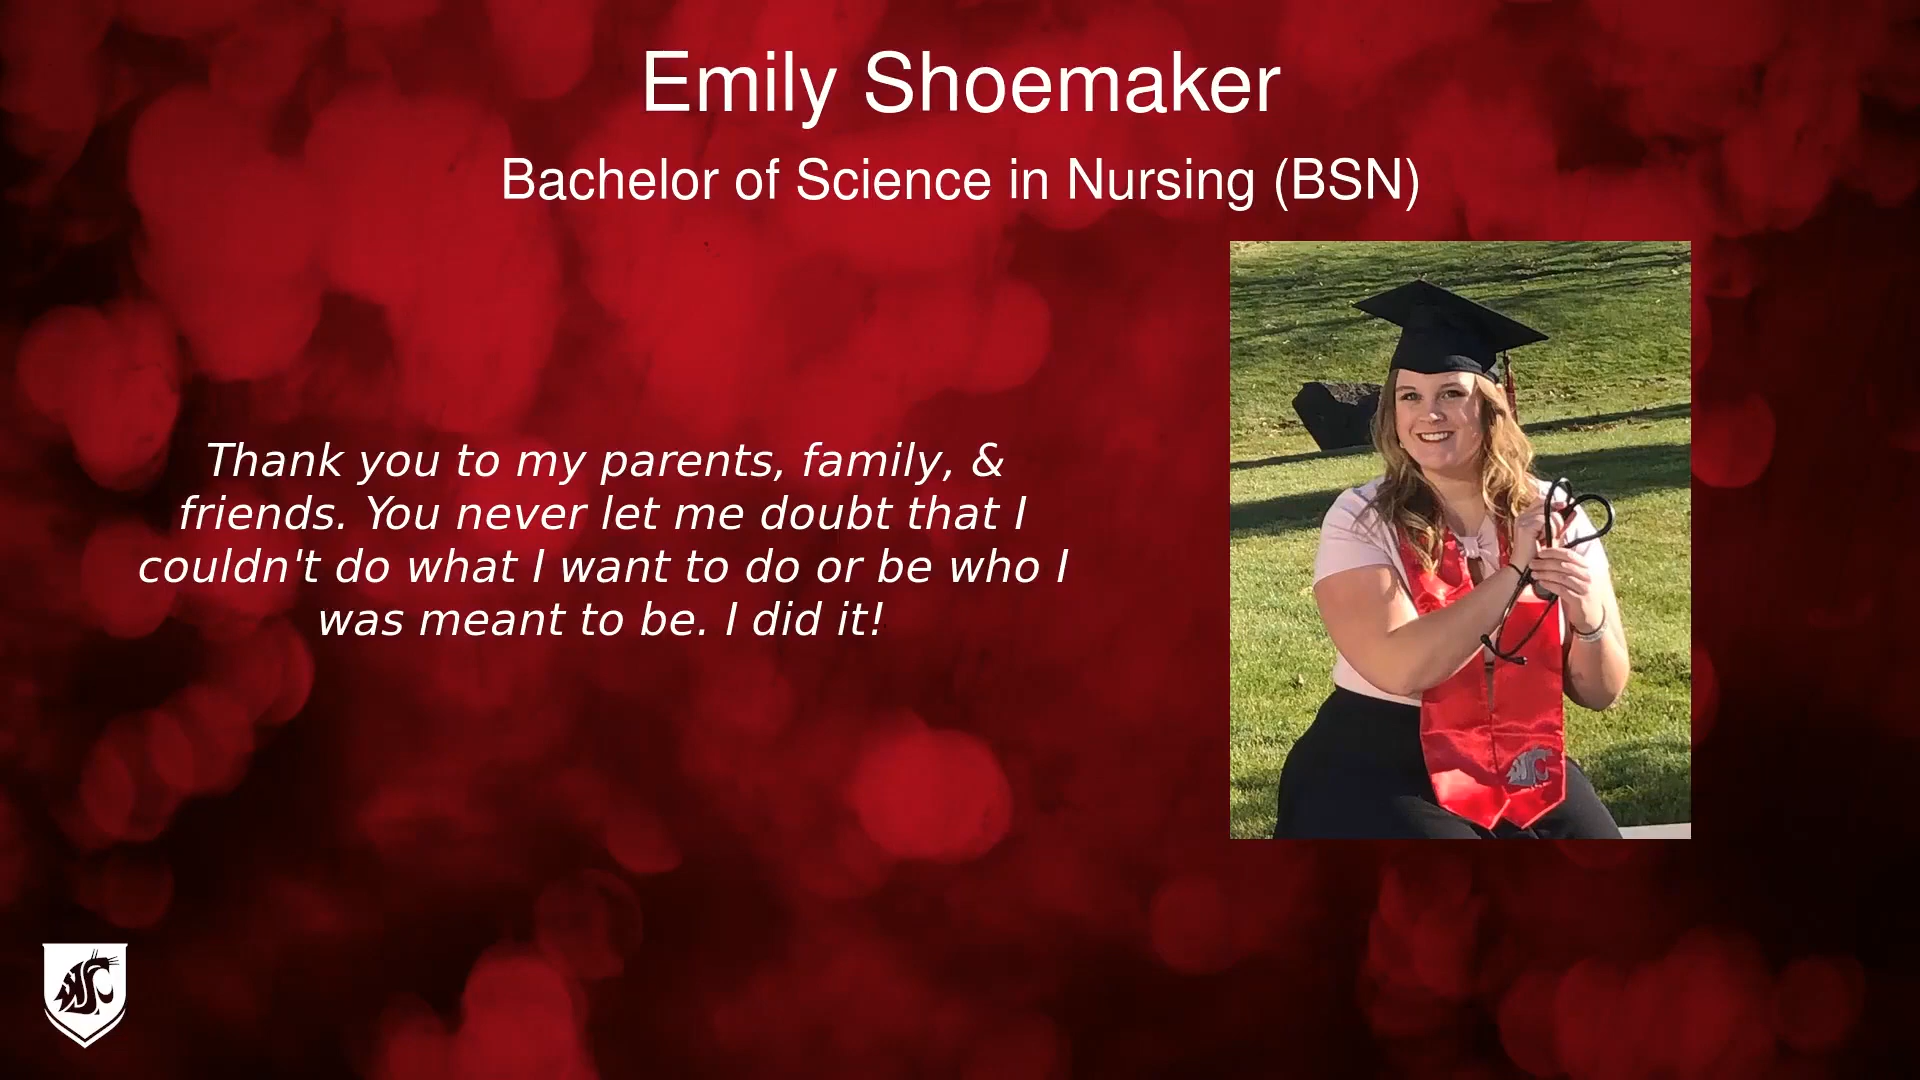 Emily Shoemaker
Bachelor of Science in Nursing (BSN)
Thank you to my parents, family, &
friends. You never let me doubt that I
couldn't do what I want to do or be who I
was meant to be. I did it!